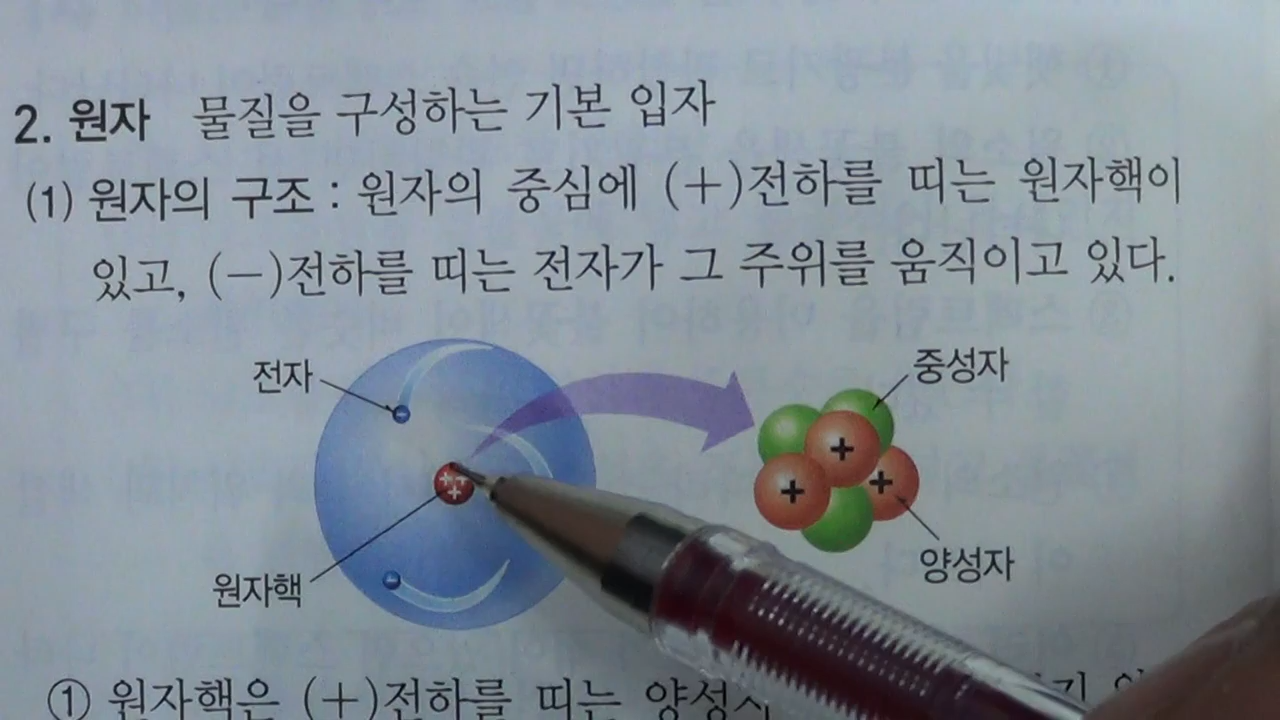 2. 원자 물질을 구성하는 기본 입자
(1) 원자의 구조 : 원자의 중심에 (+)전하를 띠는 원자핵이
있고, (−)전하를 띠는 전자가 그 주위를 움직이고 있다.
전자
중성자
+
+
+
양성자
원자핵
① 원자핵은 (+)전하를 띠는